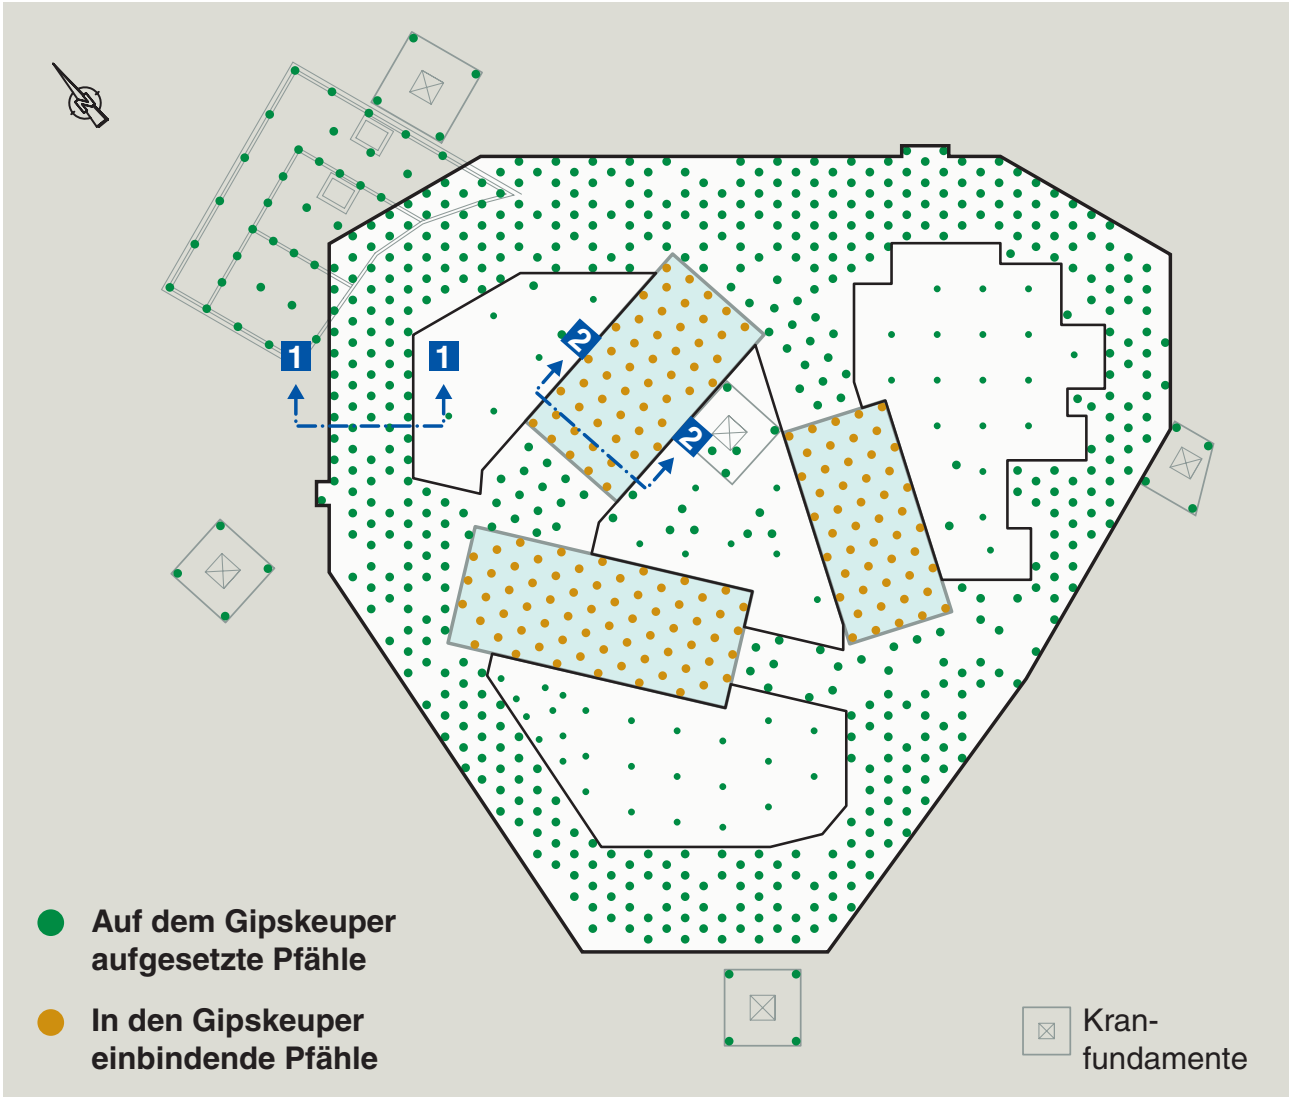 2
1
1
2
Auf dem Gipskeuper
aufgesetzte Pfähle
In den Gipskeuper
einbindende Pfähle
Kran-
fundamente